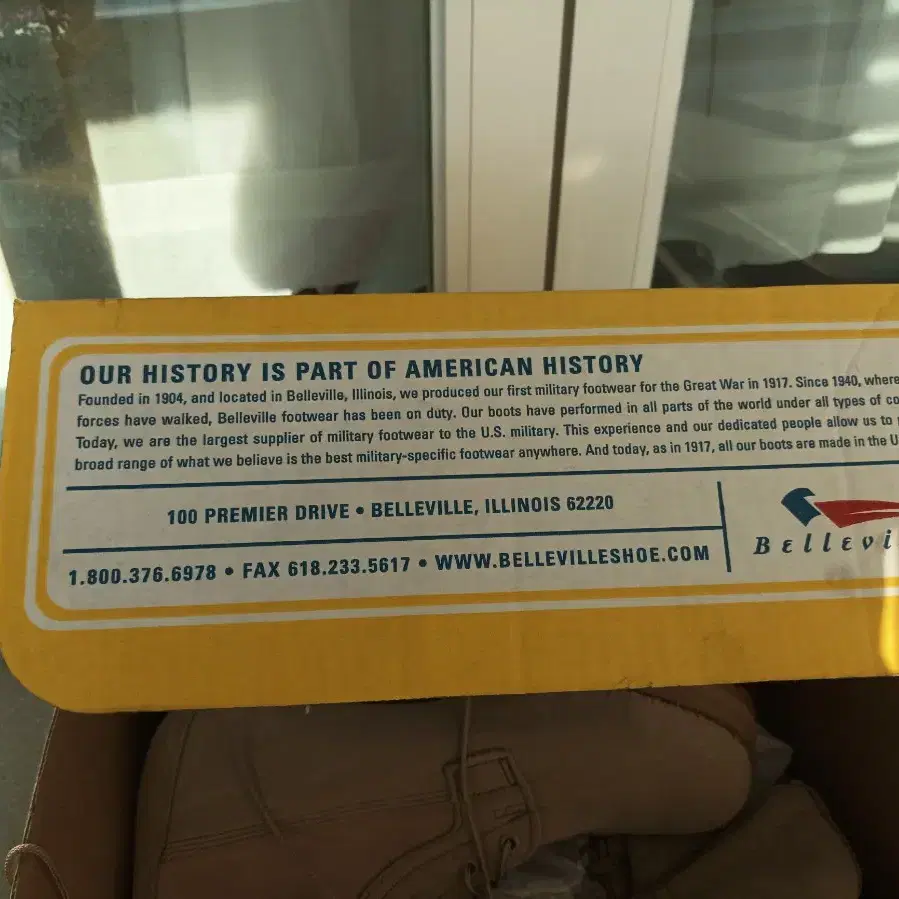 OUR HISTORY IS PART OF AMERICAN HISTORY
Founded in 1904, and located in Belleville, Illinois, we produced our first military footwear for the Great War in 1917. Since 1940, where
forces have walked, Belleville footwear has been on duty. Our boots have performed in all parts of the world under all types of co
Today, we are the largest supplier of military footwear to the U.S. military. This experience and our dedicated people allow us to
broad range of what we believe is the best military-specific footwear anywhere. And today, as in 1917, all our boots are made in the U
100 PREMIER DRIVE • BELLEVILLE, ILLINOIS 62220
1.800.376.6978 • FAX 618.233.5617 • WWW.BELLEVILLESHOE.COM
Bellevi